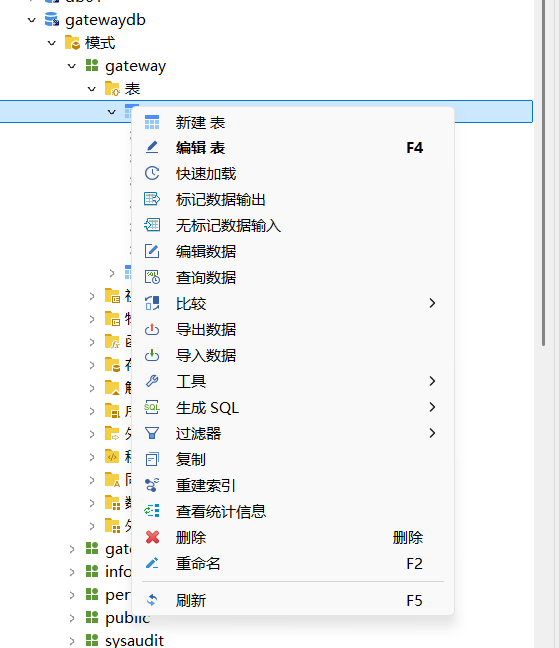 gatewaydb
模式
gateway
表
新建 表
编辑 表 F4
快速加载
标记数据输出
无标记数据输入
编辑数据
查询数据
比较
导出数据
导入数据
工具
生成 SQL
过滤器
复制
重建索引
查看统计信息
删除 删除
重命名 F2
刷新 F5
gate
info
per
public
sysaudit